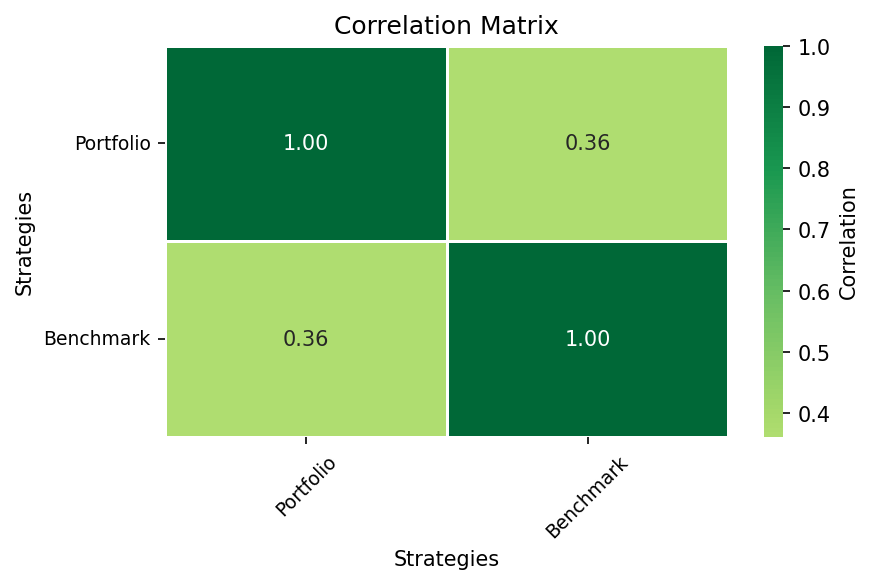 Correlation Matrix
Strategies
Portfolio
Benchmark
1.00
0.36
0.36
1.00
Portfolio
Benchmark
Strategies
1.0
0.9
0.8
0.7
0.6
0.5
0.4
Correlation